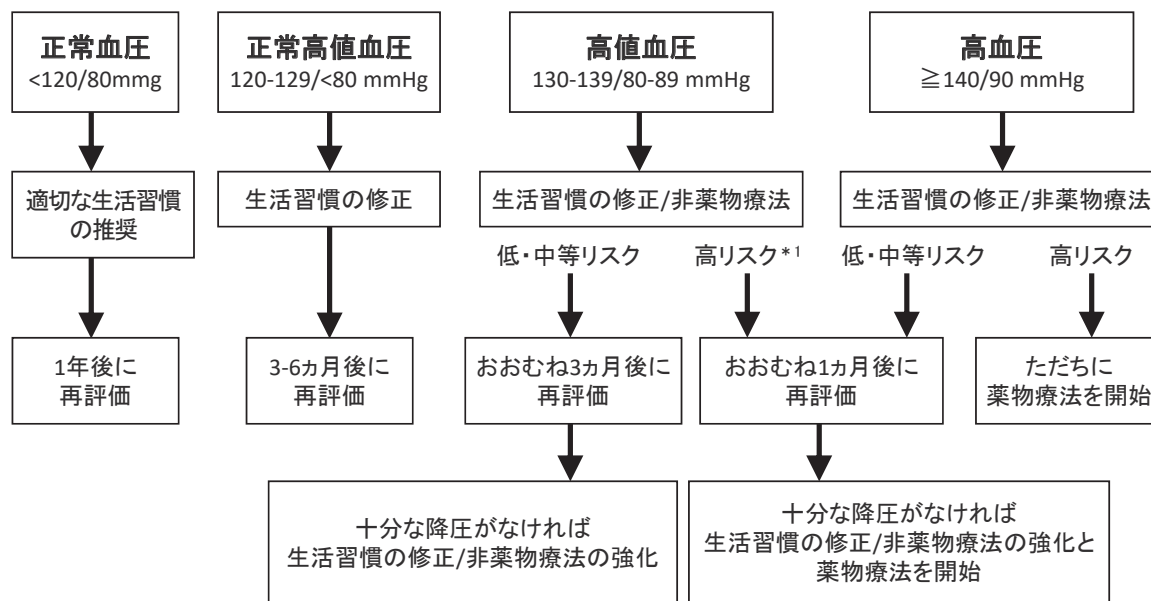 正常血圧
<120/80mmg
正常高値血圧
120-129/<80 mmHg
高値血圧
130-139/80-89 mmHg
高血圧
≧140/90 mmHg
適切な生活習慣
の推奨
生活習慣の修正
生活習慣の修正/非薬物療法
生活習慣の修正/非薬物療法
低・中等リスク
高リスク*1
低・中等リスク
高リスク
1年後に
再評価
3-6ヵ月後に
再評価
おおむね3ヵ月後に
再評価
おおむね1ヵ月後に
再評価
ただちに
薬物療法を開始
十分な降圧がなければ
生活習慣の修正/非薬物療法の強化
十分な降圧がなければ
生活習慣の修正/非薬物療法の強化と
薬物療法を開始